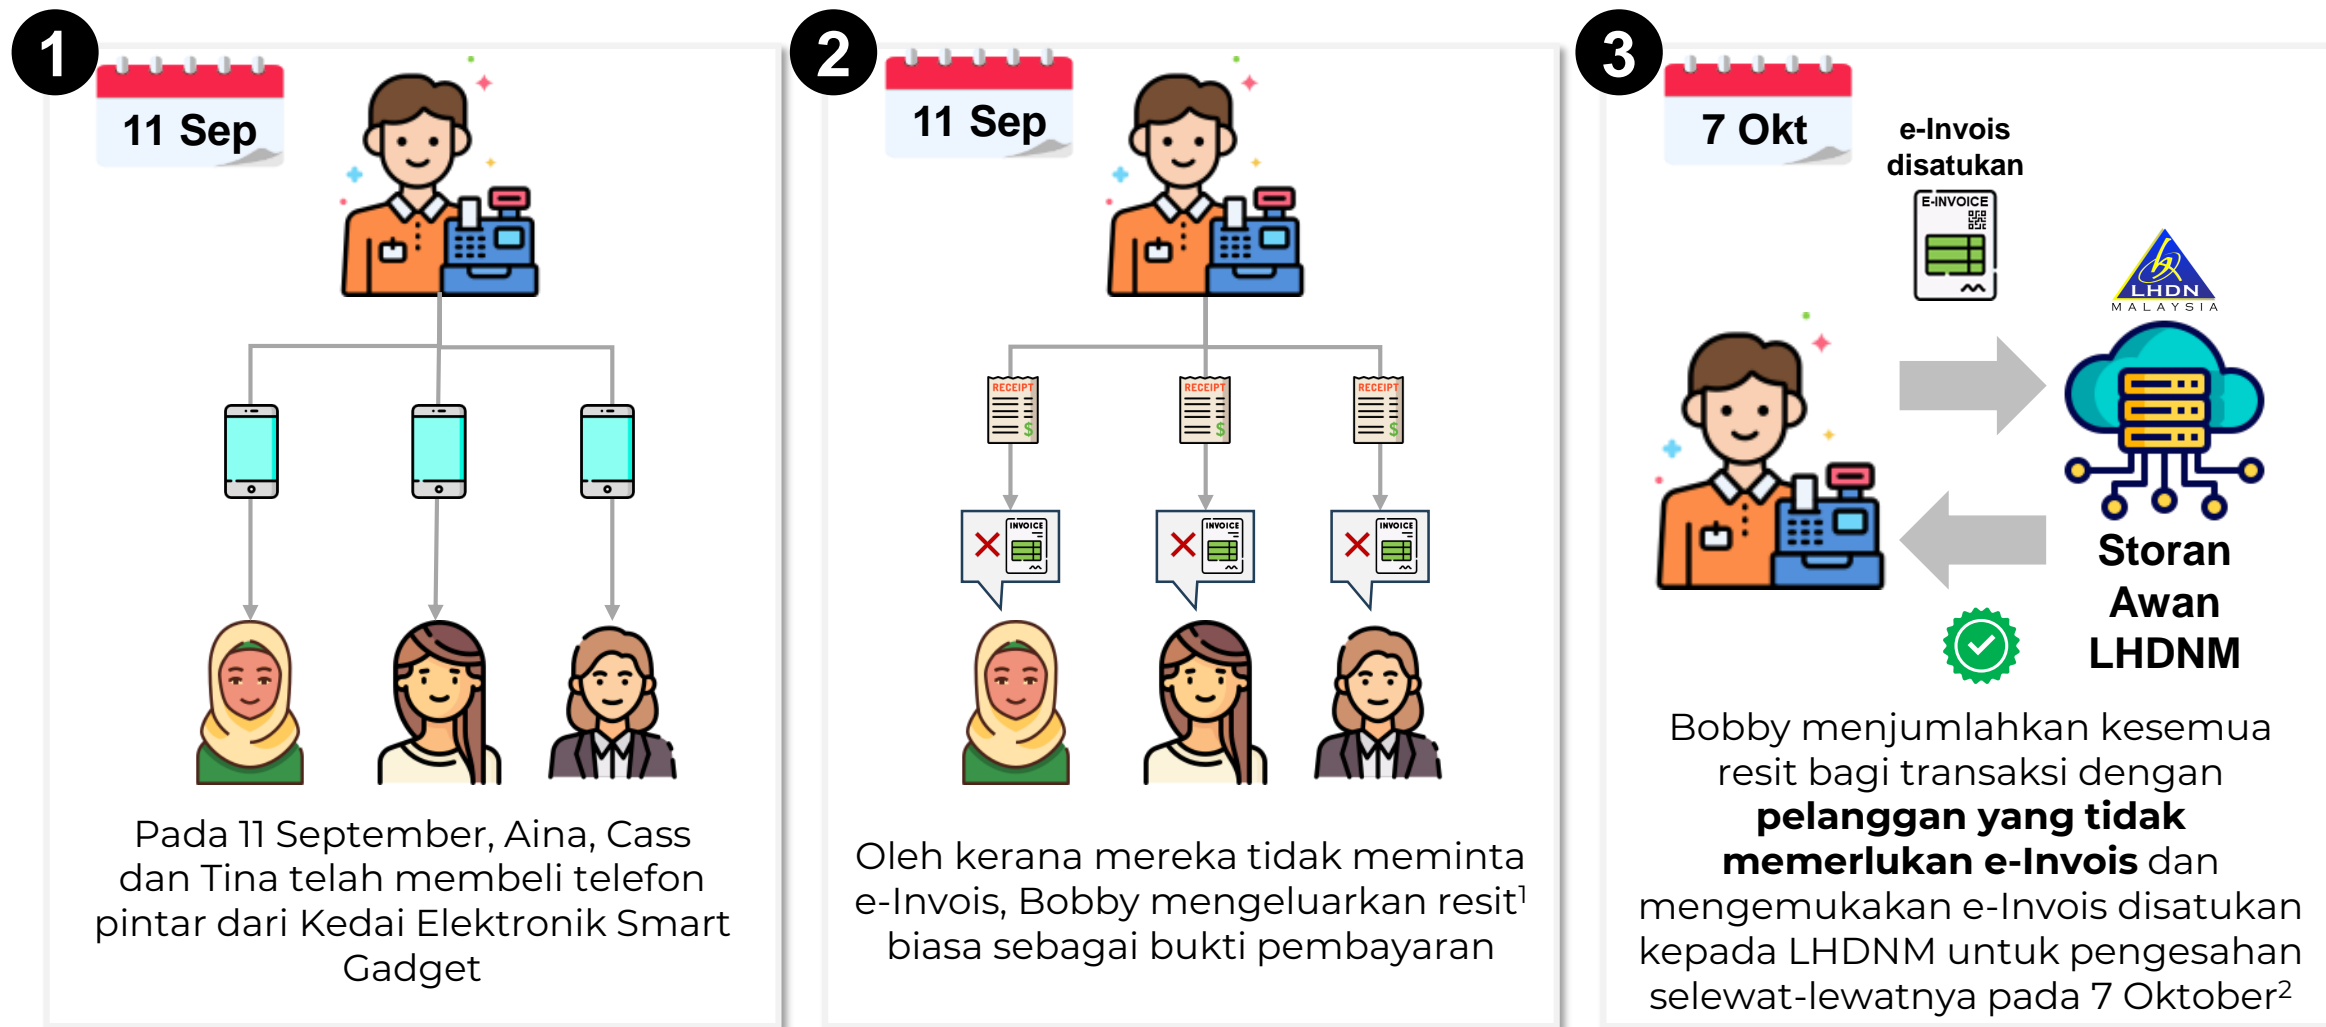 1
11 Sep
Pada 11 September, Aina, Cass
dan Tina telah membeli telefon
pintar dari Kedai Elektronik Smart
Gadget
2
11 Sep
RECEIPT
$
RECEIPT
$
RECEIPT
$
INVOICE
INVOICE
INVOICE
Oleh kerana mereka tidak meminta
e-Invois, Bobby mengeluarkan resit¹
biasa sebagai bukti pembayaran
3
7 Okt
e-Invois
disatukan
E-INVOICE
LHDN
MALAYSIA
Storan
Awan
LHDNM
Bobby menjumlahkan kesemua
resit bagi transaksi dengan
pelanggan yang tidak
memerlukan e-Invois dan
mengemukakan e-Invois disatukan
kepada LHDNM untuk pengesahan
selewat-lewatnya pada 7 Oktober²